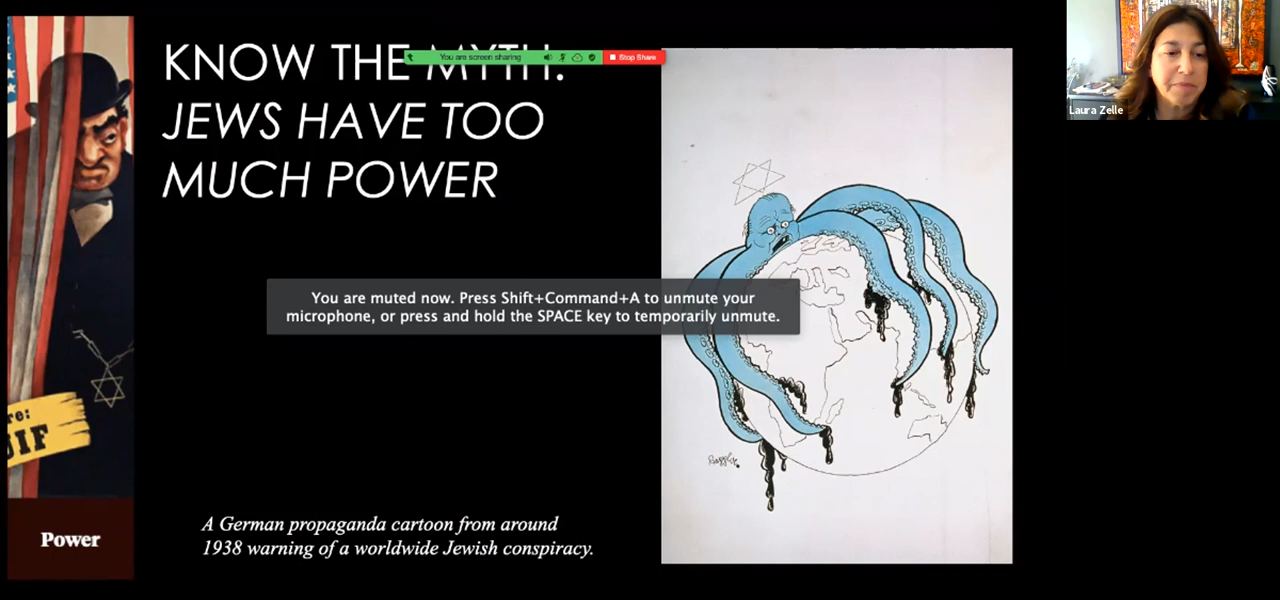 KNOW THE MYTH:
JEWS HAVE TOO
MUCH POWER
You are screen sharing
Stop Share
Laura Zelle
You are muted now. Press Shift+Command+A to unmute your
microphone, or press and hold the SPACE key to temporarily unmute.
re:
UIF
Power
A German propaganda cartoon from around
1938 warning of a worldwide Jewish conspiracy.